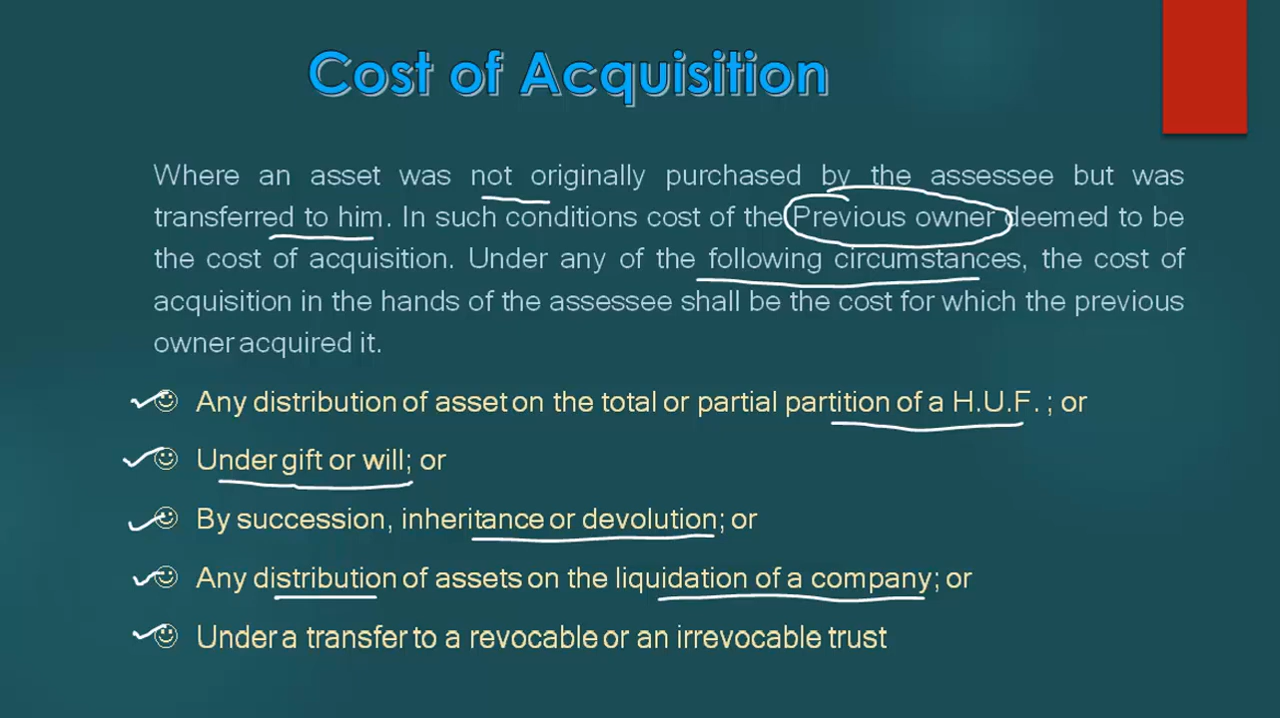 Cost of Acquisition
Where an asset was not originally purchased by the assessee but was
transferred to him. In such conditions cost of the Previous owner deemed to be
the cost of acquisition. Under any of the following circumstances, the cost of
acquisition in the hands of the assessee shall be the cost for which the previous
owner acquired it.
Any distribution of asset on the total or partial partition of a H.U.F. ; or
Under gift or will; or
By succession, inheritance or devolution; or
Any distribution of assets on the liquidation of a company; or
Under a transfer to a revocable or an irrevocable trust